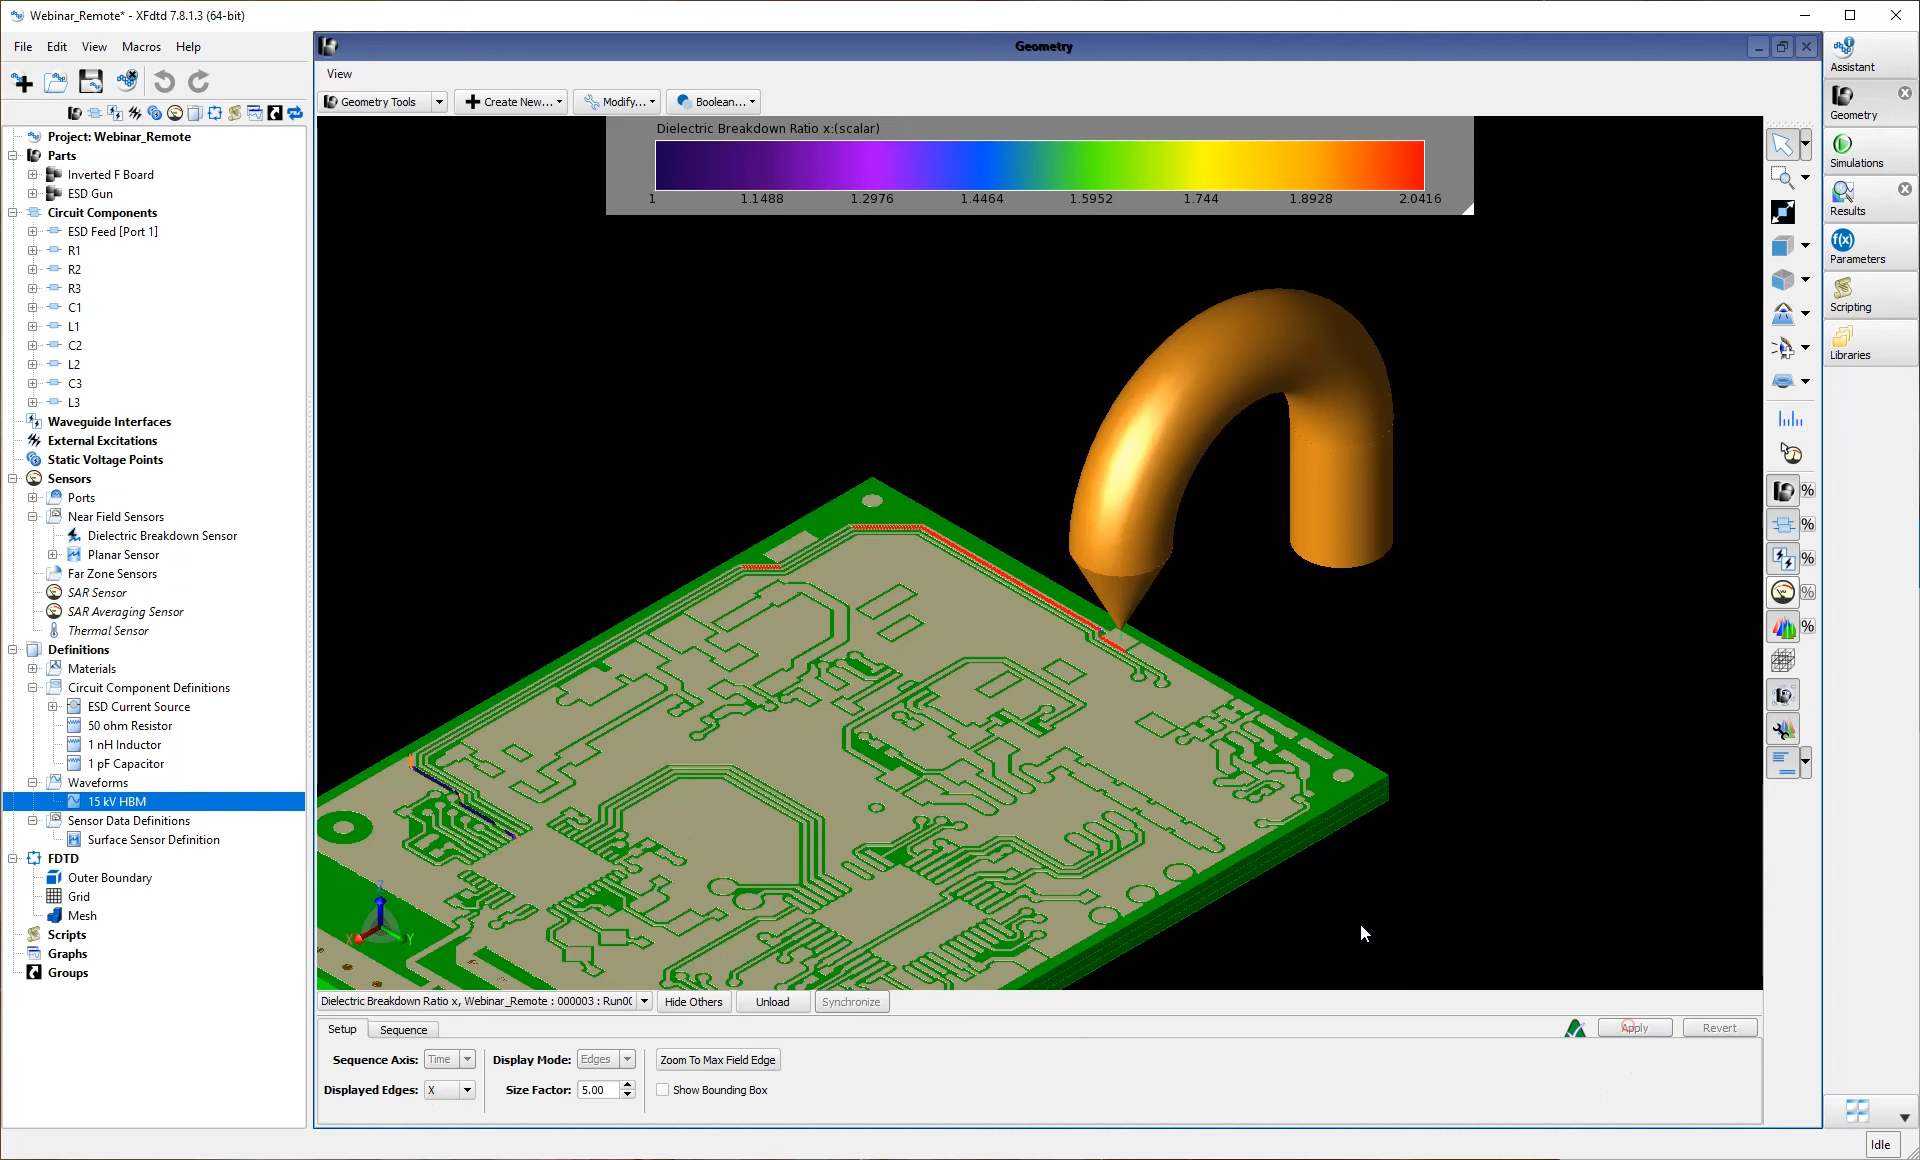 Webinar_Remote* - XFdtd 7.8.1.3 (64-bit)
File Edit View Macros Help
Project: Webinar_Remote
Parts
Inverted F Board
ESD Gun
Circuit Components
ESD Feed [Port 1]
R1
R2
R3
C1
L1
C2
L2
C3
L3
Waveguide Interfaces
External Excitations
Static Voltage Points
Sensors
Ports
Near Field Sensors
Dielectric Breakdown Sensor
Planar Sensor
Far Zone Sensors
SAR Sensor
SAR Averaging Sensor
Thermal Sensor
Definitions
Materials
Circuit Component Definitions
ESD Current Source
50 ohm Resistor
1 nH Inductor
1 pF Capacitor
Waveforms
15 kV HBM
Sensor Data Definitions
Surface Sensor Definition
FDTD
Outer Boundary
Grid
Mesh
Scripts
Graphs
Groups
Geometry
View
Geometry Tools Create New... Modify... Boolean...
Dielectric Breakdown Ratio x:(scalar)
1 1.1488 1.2976 1.4464 1.5952 1.744 1.8928 2.0416
Z
X Y
%
%
%
%
%
Dielectric Breakdown Ratio x, Webinar_Remote : 000003 : Run00 Hide Others Unload Synchronize
Setup Sequence Apply Revert
Sequence Axis: Time Display Mode: Edges Zoom To Max Field Edge
Displayed Edges: X Size Factor: 5.00 Show Bounding Box
Assistant
Geometry
Simulations
Results
f(x)
Parameters
Scripting
Libraries
Idle